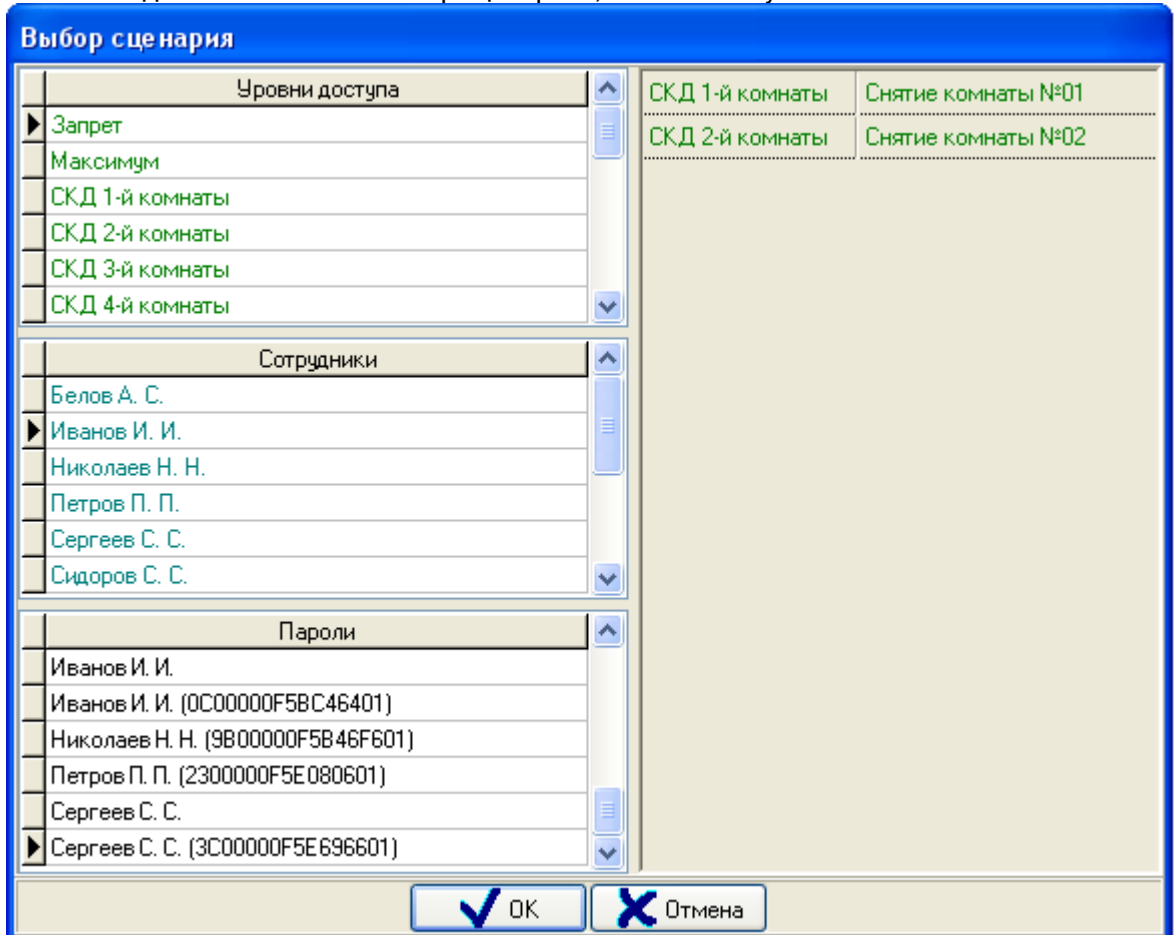 Выбор сценария
Уровни доступа
Запрет
Максимум
СКД 1-й комнаты
СКД 2-й комнаты
СКД 3-й комнаты
СКД 4-й комнаты
Сотрудники
Белов А. С.
Иванов И. И.
Николаев Н. Н.
Петров П. П.
Сергеев С. С.
Сидоров С. С.
Пароли
Иванов И. И.
Иванов И. И. (0C00000F5BC46401)
Николаев Н. Н. (9B00000F5B46F601)
Петров П. П. (2300000F5E080601)
Сергеев С. С.
Сергеев С. С. (3C00000F5E696601)
СКД 1-й комнаты Снятие комнаты №01
СКД 2-й комнаты Снятие комнаты №02
OK Отмена